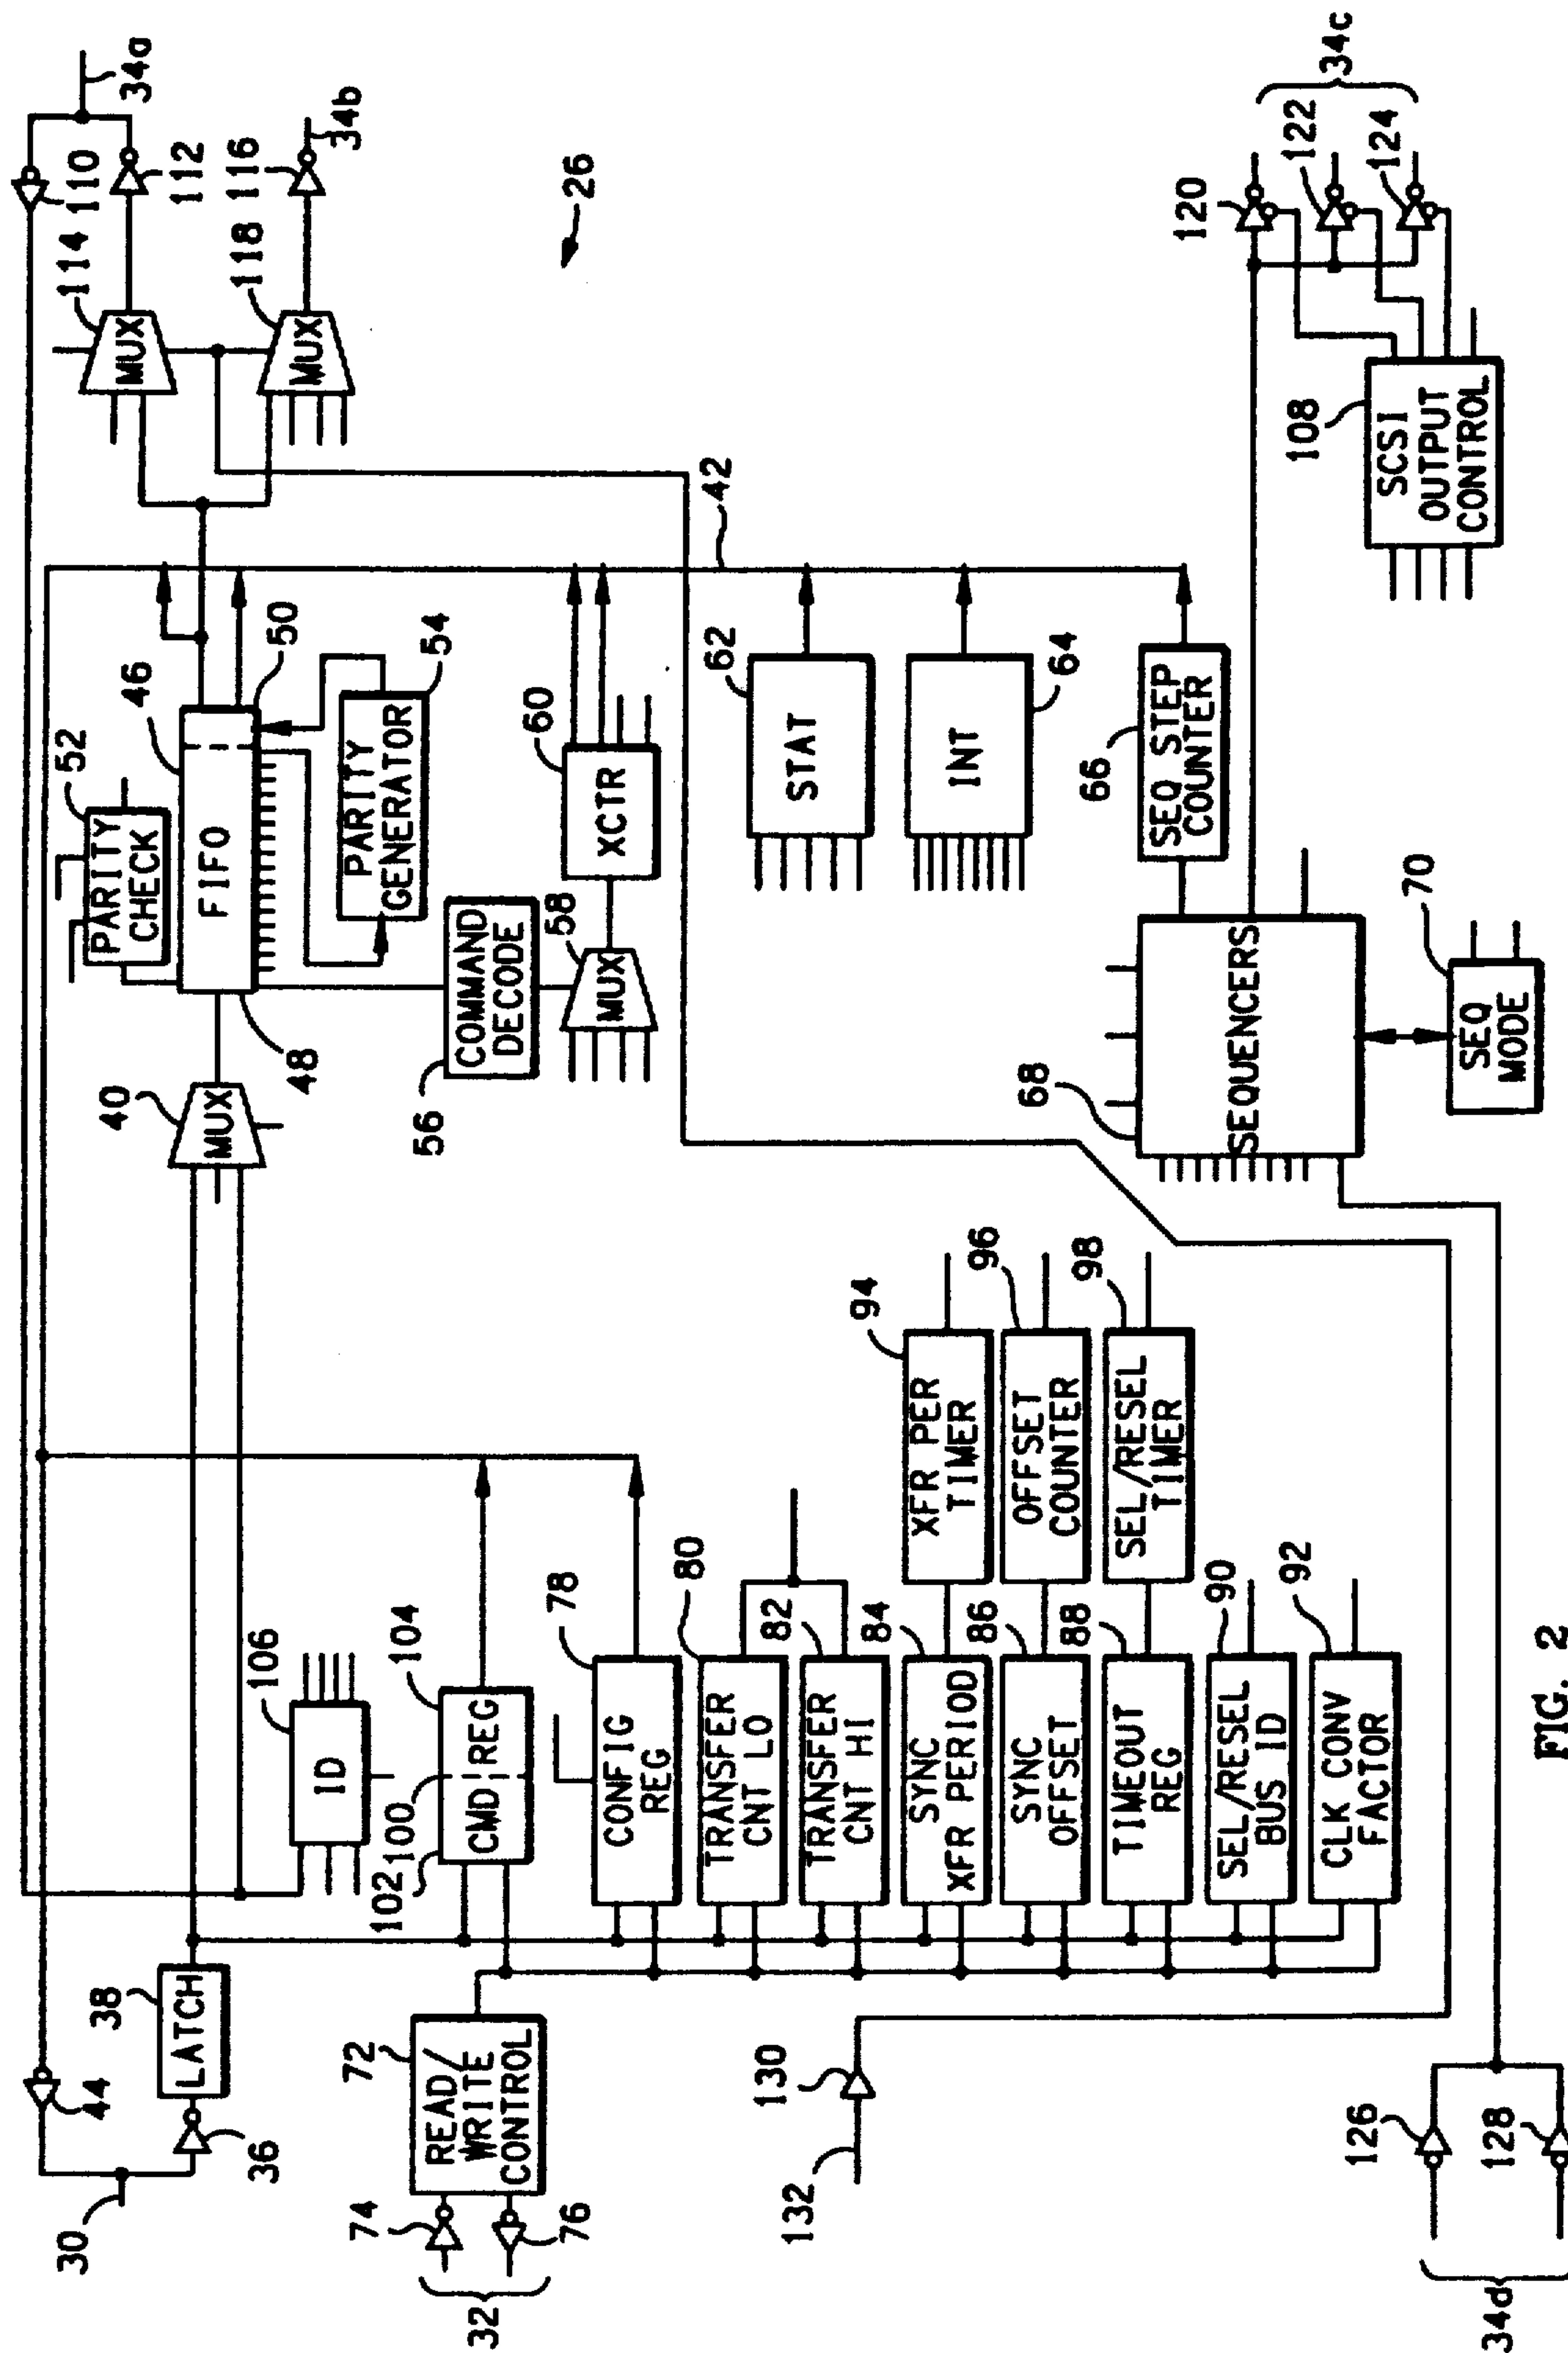 30
44
36
LATCH
38
32
74
76
READ/
WRITE
CONTROL
72
106
ID
102
100
104
CMD
REG
CONFIG
REG
78
TRANSFER
CNT LO
80
TRANSFER
CNT HI
82
SYNC
XFR PERIOD
84
SYNC
OFFSET
86
TIMEOUT
REG
88
SEL/RESEL
BUS ID
90
CLK CONV
FACTOR
92
XFR PER
TIMER
94
OFFSET
COUNTER
96
SEL/RESEL
TIMER
98
132
130
34d
126
128
40
MUX
48
FIFO
46
50
PARITY
CHECK
52
PARITY
GENERATOR
54
COMMAND
DECODE
56
MUX
58
XCTR
60
STAT
62
INT
64
SEQ STEP
COUNTER
66
SEQUENCERS
68
SEQ
MODE
70
42
114
MUX
118
MUX
110
112
116
34a
34b
26
SCSI
OUTPUT
CONTROL
108
120
122
124
34c
FIG. 2